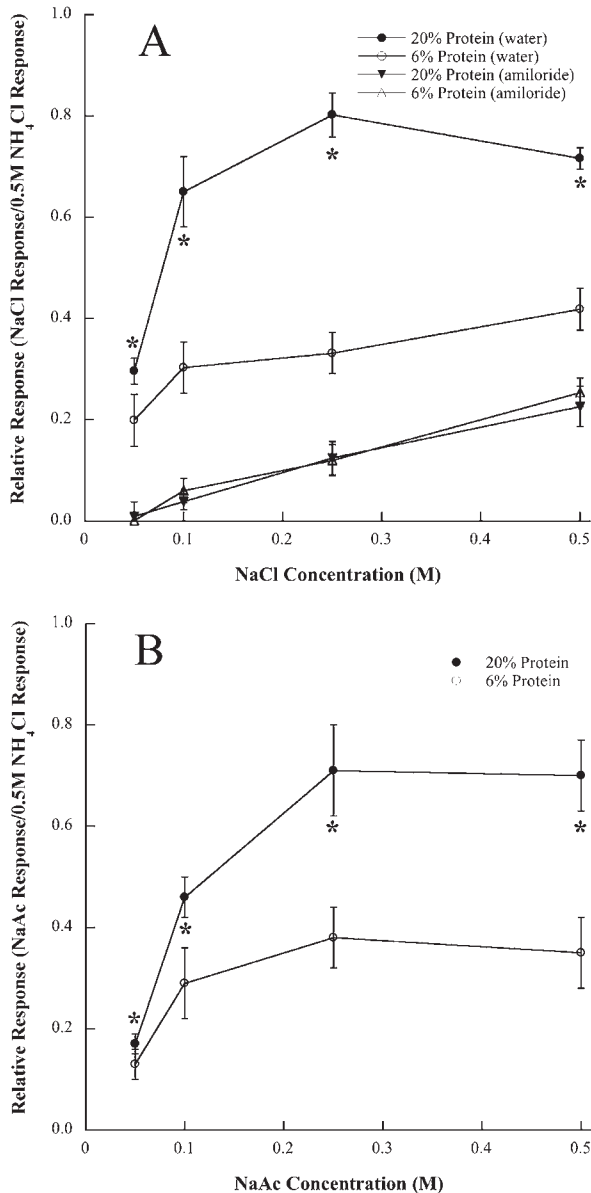 A
20% Protein (water)
6% Protein (water)
20% Protein (amiloride)
6% Protein (amiloride)
Relative Response (NaCl Response/0.5M NH4Cl Response)
1.0
0.8
0.6
0.4
0.2
0.0
*
*
*
*
0
0.1
0.2
0.3
0.4
0.5
NaCl Concentration (M)
B
20% Protein
6% Protein
Relative Response (NaAc Response/0.5M NH4Cl Response)
1.0
0.8
0.6
0.4
0.2
0.0
*
*
*
*
0
0.1
0.2
0.3
0.4
0.5
NaAc Concentration (M)